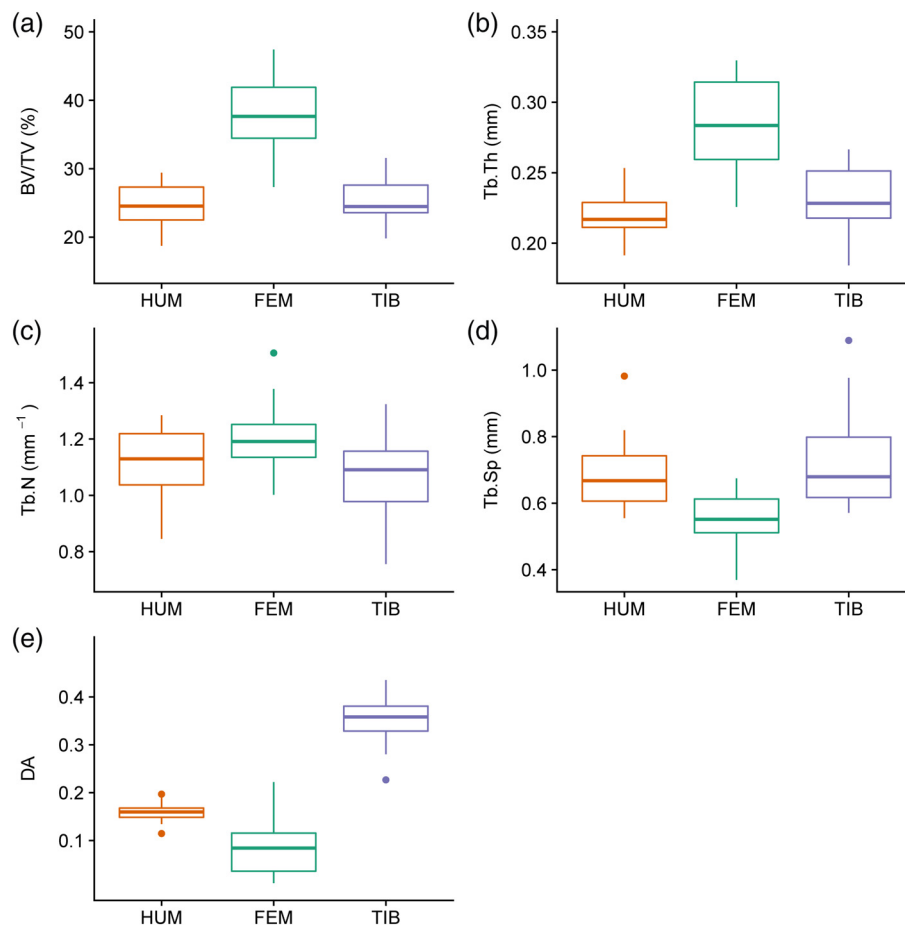 (a)
BV/TV (%)
50
40
30
20
HUM FEM TIB
(b)
Tb.Th (mm)
0.35
0.30
0.25
0.20
HUM FEM TIB
(c)
Tb.N (mm⁻¹ )
1.4
1.2
1.0
0.8
HUM FEM TIB
(d)
Tb.Sp (mm)
1.0
0.8
0.6
0.4
HUM FEM TIB
(e)
DA
0.4
0.3
0.2
0.1
HUM FEM TIB